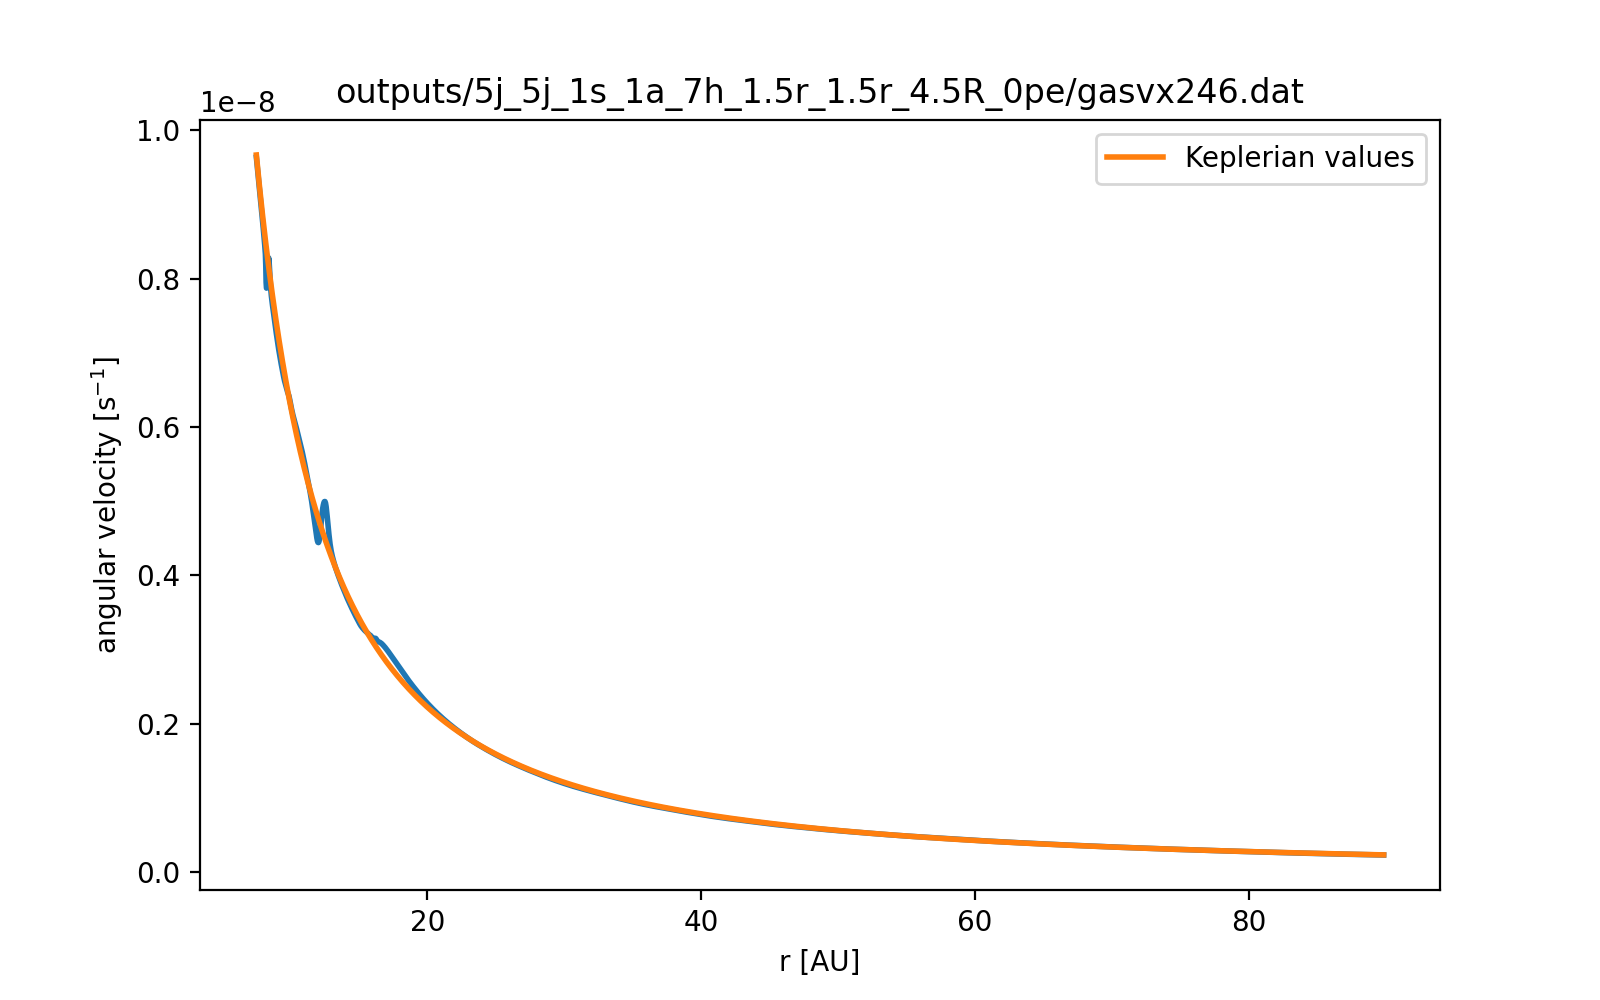 outputs/5j_5j_1s_1a_7h_1.5r_1.5r_4.5R_0pe/gasvx246.dat
1e−8
Keplerian values
1.0
0.8
0.6
0.4
0.2
0.0
angular velocity [s⁻¹]
20 40 60 80
r [AU]